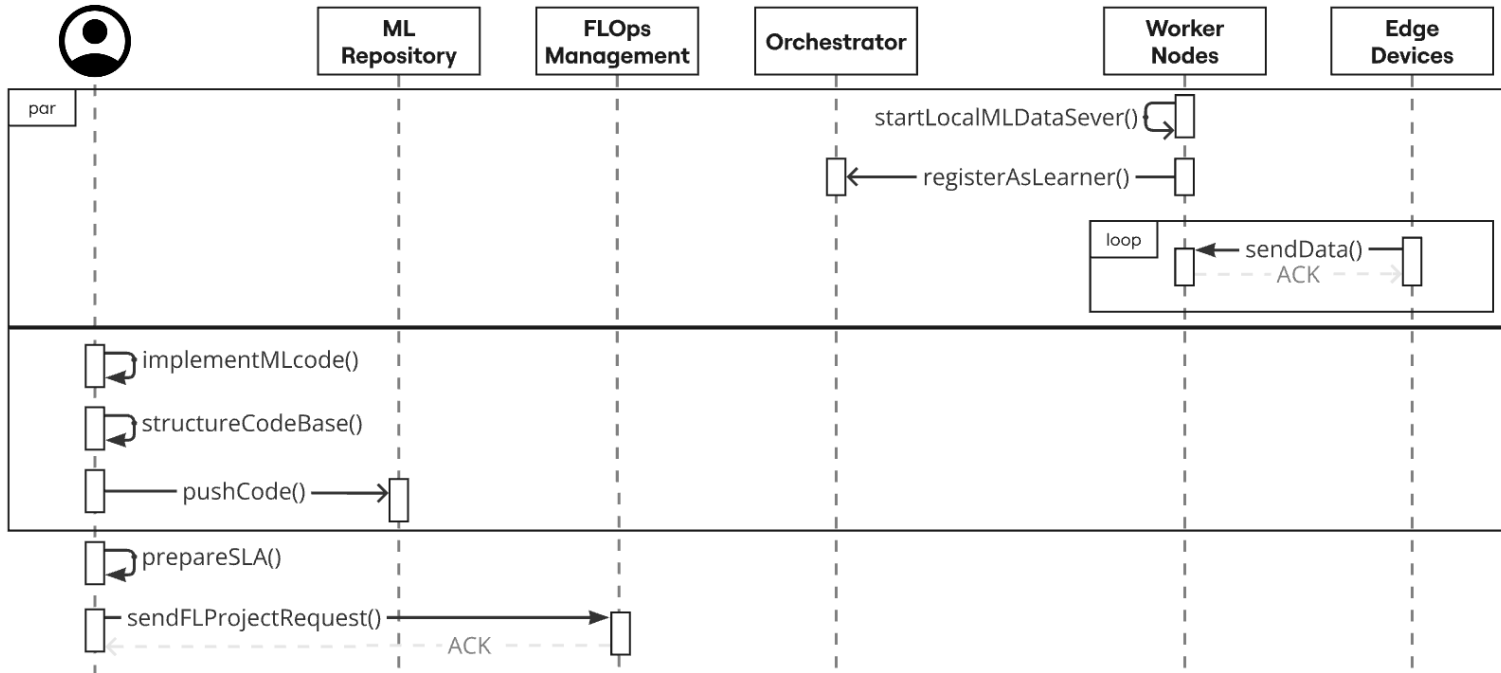 ML
Repository
FLOps
Management
Orchestrator
Worker
Nodes
Edge
Devices
par
startLocalMLDataSever()
registerAsLearner()
loop
sendData()
ACK
implementMLcode()
structureCodeBase()
pushCode()
prepareSLA()
sendFLProjectRequest()
ACK